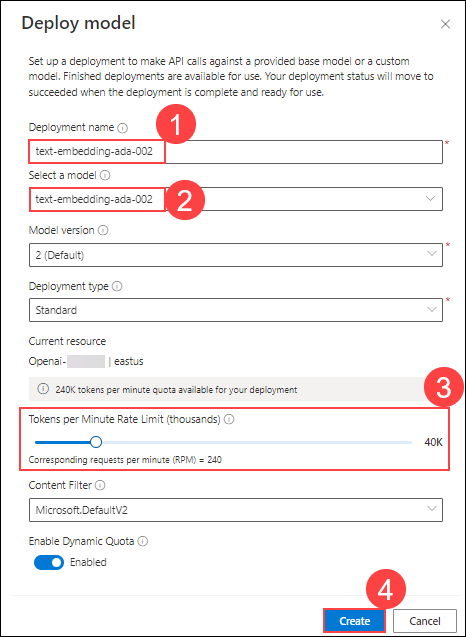 Deploy model
Set up a deployment to make API calls against a provided base model or a custom
model. Finished deployments are available for use. Your deployment status will move to
succeeded when the deployment is complete and ready for use.
1
Deployment name
text-embedding-ada-002 *
Select a model *
text-embedding-ada-002
2
Model version
2 (Default) *
Deployment type
Standard *
Current resource
Openai- | eastus
240K tokens per minute quota available for your deployment
3
Tokens per Minute Rate Limit (thousands)
40K
Corresponding requests per minute (RPM) = 240
Content Filter
Microsoft.DefaultV2
Enable Dynamic Quota
Enabled
4
Create Cancel